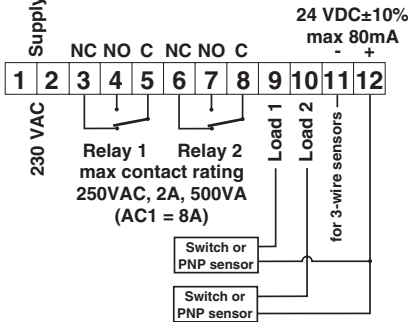 Supply
24 VDC±10%
max 80mA
NC NO C NC NO C - +
1 2 3 4 5 6 7 8 9 10 11 12
230 VAC
Relay 1 Relay 2
max contact rating
250VAC, 2A, 500VA
(AC1 = 8A)
Load 1
Load 2
for 3-wire sensors
Switch or
PNP sensor
Switch or
PNP sensor